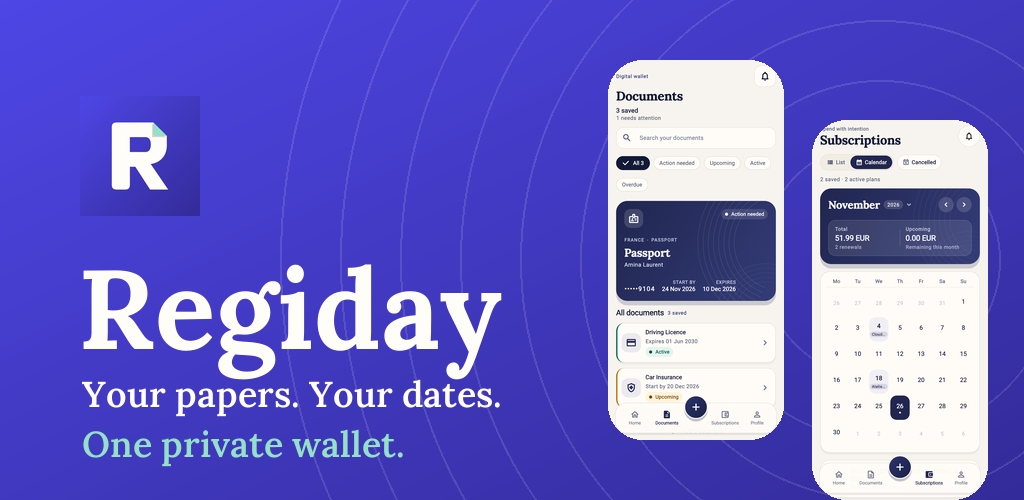 R
Regiday
Your papers. Your dates.
One private wallet.
Digital wallet
Documents
3 saved
1 needs attention
Search your documents
All 3
Action needed
Upcoming
Active
Overdue
Action needed
FRANCE · PASSPORT
Passport
Amina Laurent
START BY
EXPIRES
•••••9104
24 Nov 2026
10 Dec 2026
All documents 3 saved
Driving Licence
Expires 01 Jun 2030
Active
Car Insurance
Start by 20 Dec 2026
Upcoming
Home
Documents
Subscriptions
Profile
with intention
Subscriptions
List
Calendar
Cancelled
2 saved · 2 active plans
November 2026
Total
Upcoming
51.99 EUR
0.00 EUR
2 renewals
Remaining this month
Mo Tu We Th Fr Sa Su
26 27 28 29 30 31 1
2 3 4 5 6 7 8
9 10 11 12 13 14 15
16 17 18 19 20 21 22
23 24 25 26 27 28 29
30 1 2 3 4 5 6
Home
Documents
Subscriptions
Profile